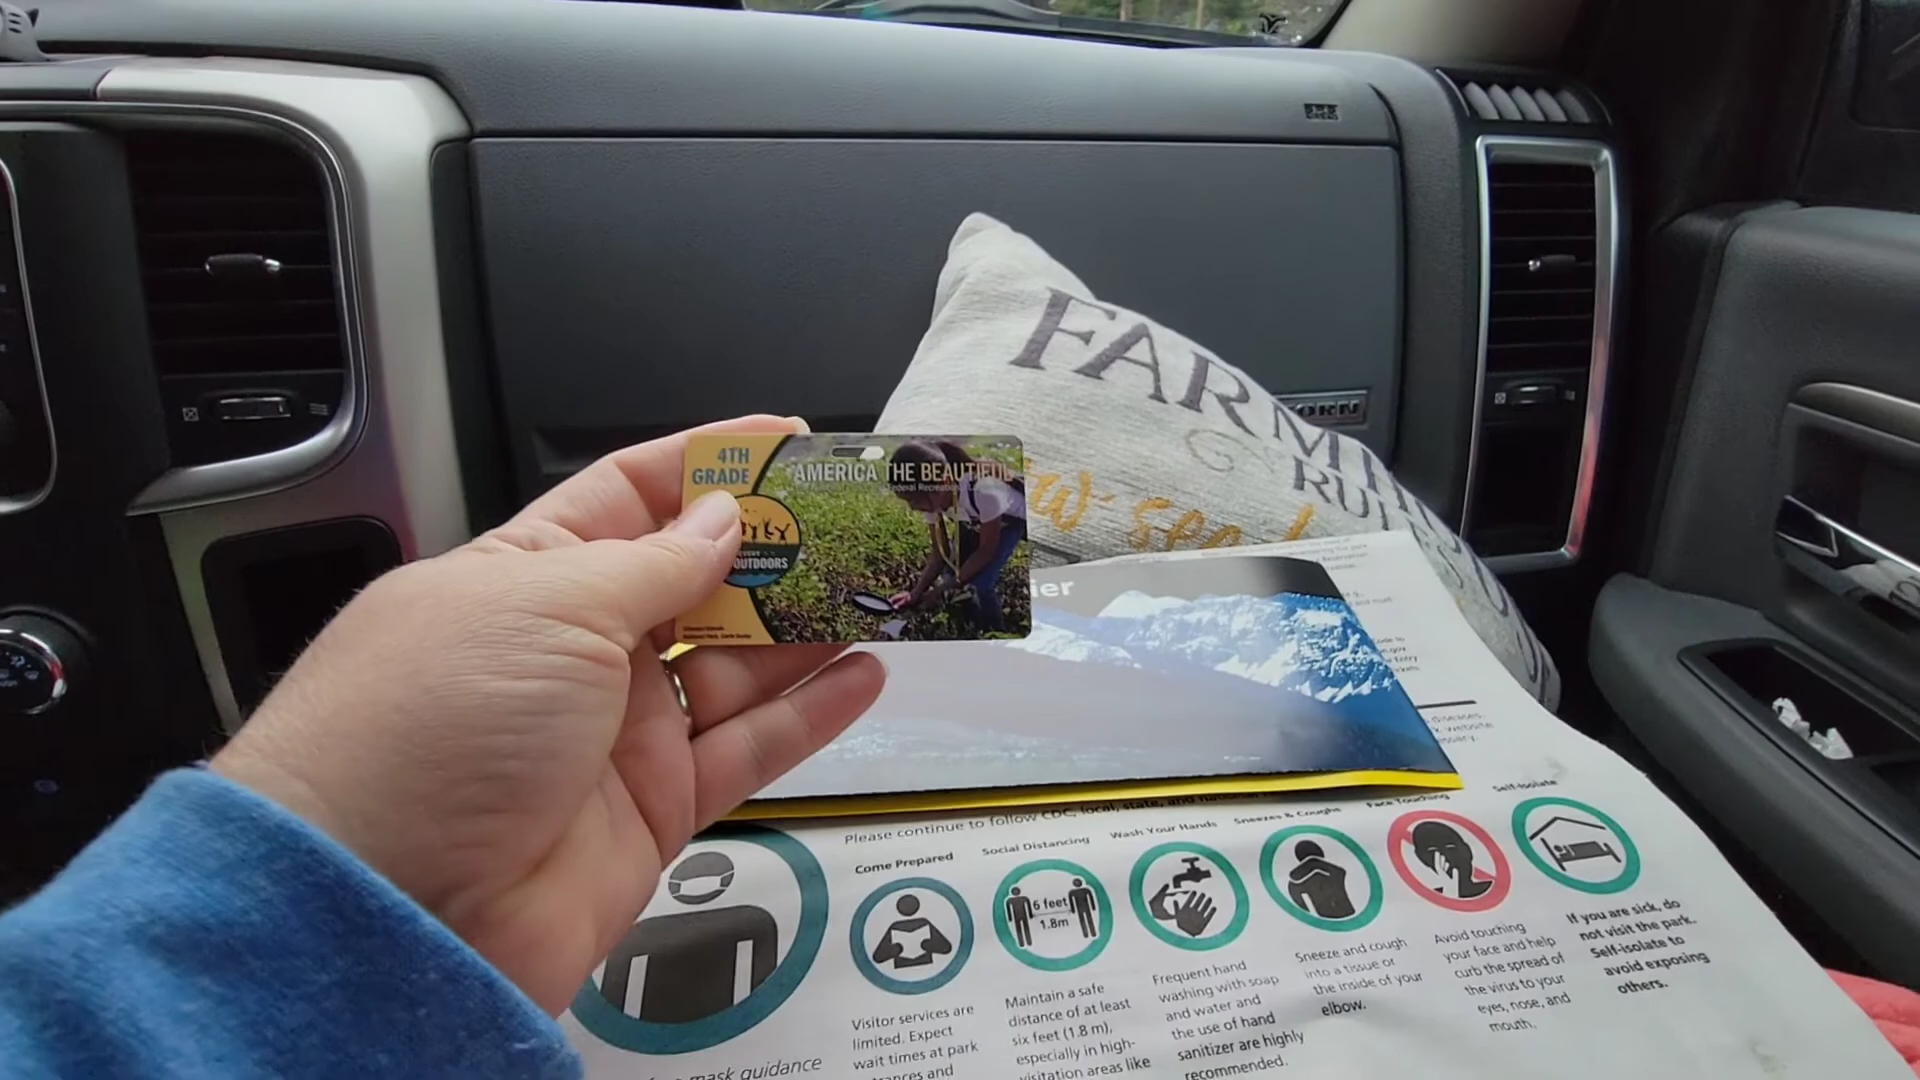 4TH
GRADE
AMERICA THE BEAUTIFUL
Federal Recreation
OUTDOORS
FARMHOUSE
RULES
ier
Please continue to follow CDC, local, state, and
Come Prepared
Social Distancing
Wash Your Hands
Sneezes & Coughs
Face Touching
Self-Isolate
6 feet
1.8m
mask guidance
Visitor services are
limited. Expect
wait times at park
and
Maintain a safe
distance of at least
six feet (1.8 m),
especially in high-
visitation areas like
Frequent hand
washing with soap
and water and
the use of hand
sanitizer are highly
recommended.
Sneeze and cough
into a tissue or
the inside of your
elbow.
Avoid touching
your face and help
curb the spread of
the virus to your
eyes, nose, and
mouth.
If you are sick, do
not visit the park.
Self-isolate to
avoid exposing
others.